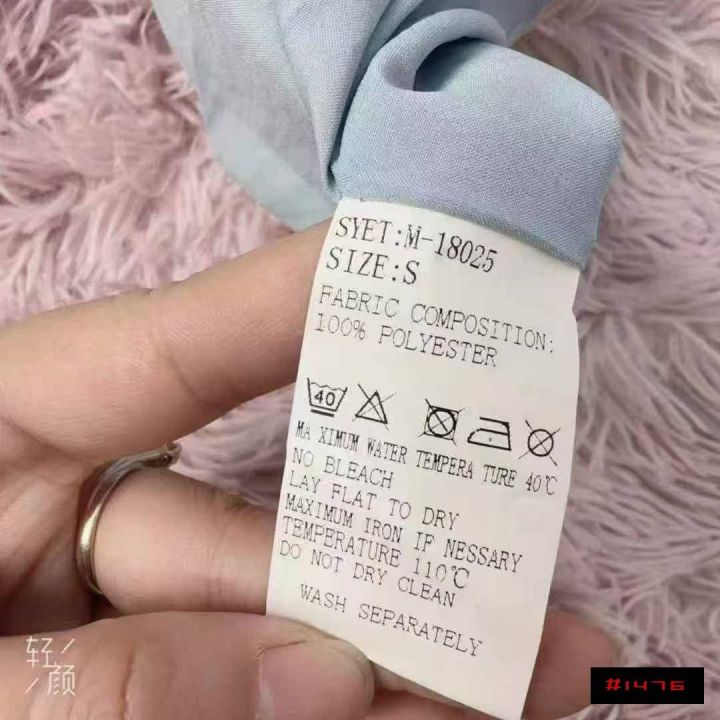 SYET:M-18025
SIZE:S
FABRIC COMPOSITION:
100% POLYESTER
40
MA XIMUM WATER TEMPERA TURE 40℃
NO BLEACH
LAY FLAT TO DRY
MAXIMUM IRON IF NESSARY
TEMPERATURE 110℃
DO NOT DRY CLEAN
WASH SEPARATELY
轻颜
#1476